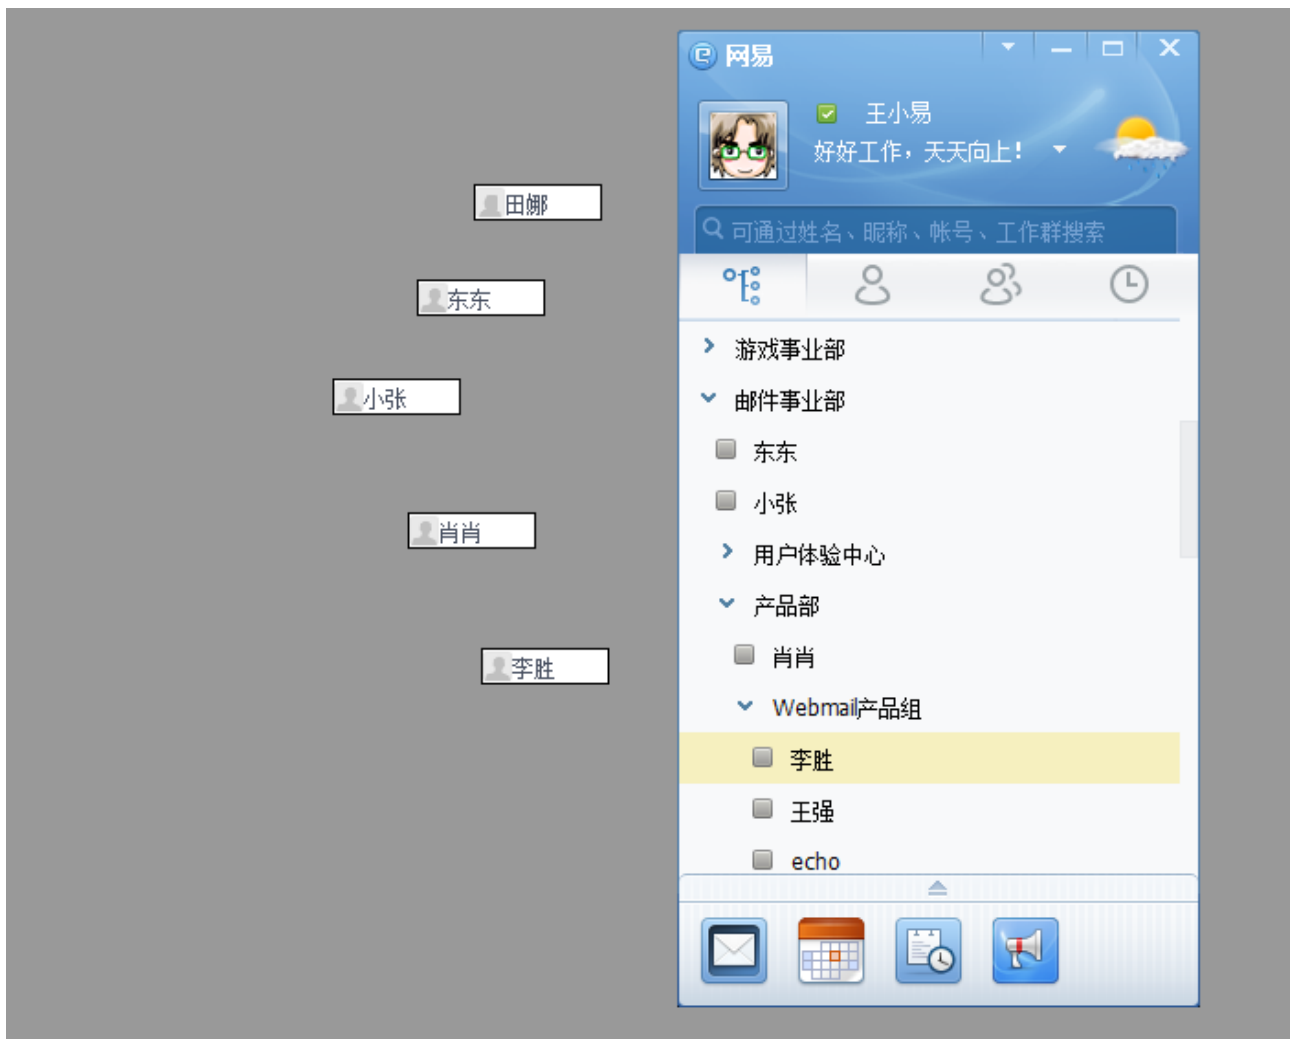 网易
王小易
好好工作，天天向上！
可通过姓名、昵称、帐号、工作群搜索
田娜
东东
小张
肖肖
李胜
游戏事业部
邮件事业部
东东
小张
用户体验中心
产品部
肖肖
Webmail产品组
李胜
王强
echo